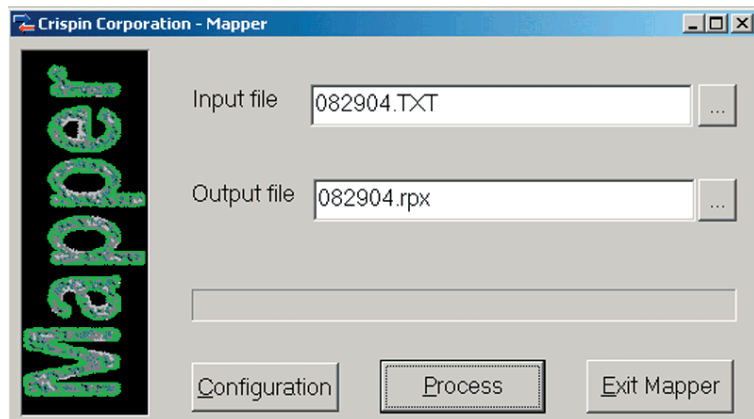 Crispin Corporation - Mapper
Mapper
Input file 082904.TXT ...
Output file 082904.rpx ...
Configuration Process Exit Mapper